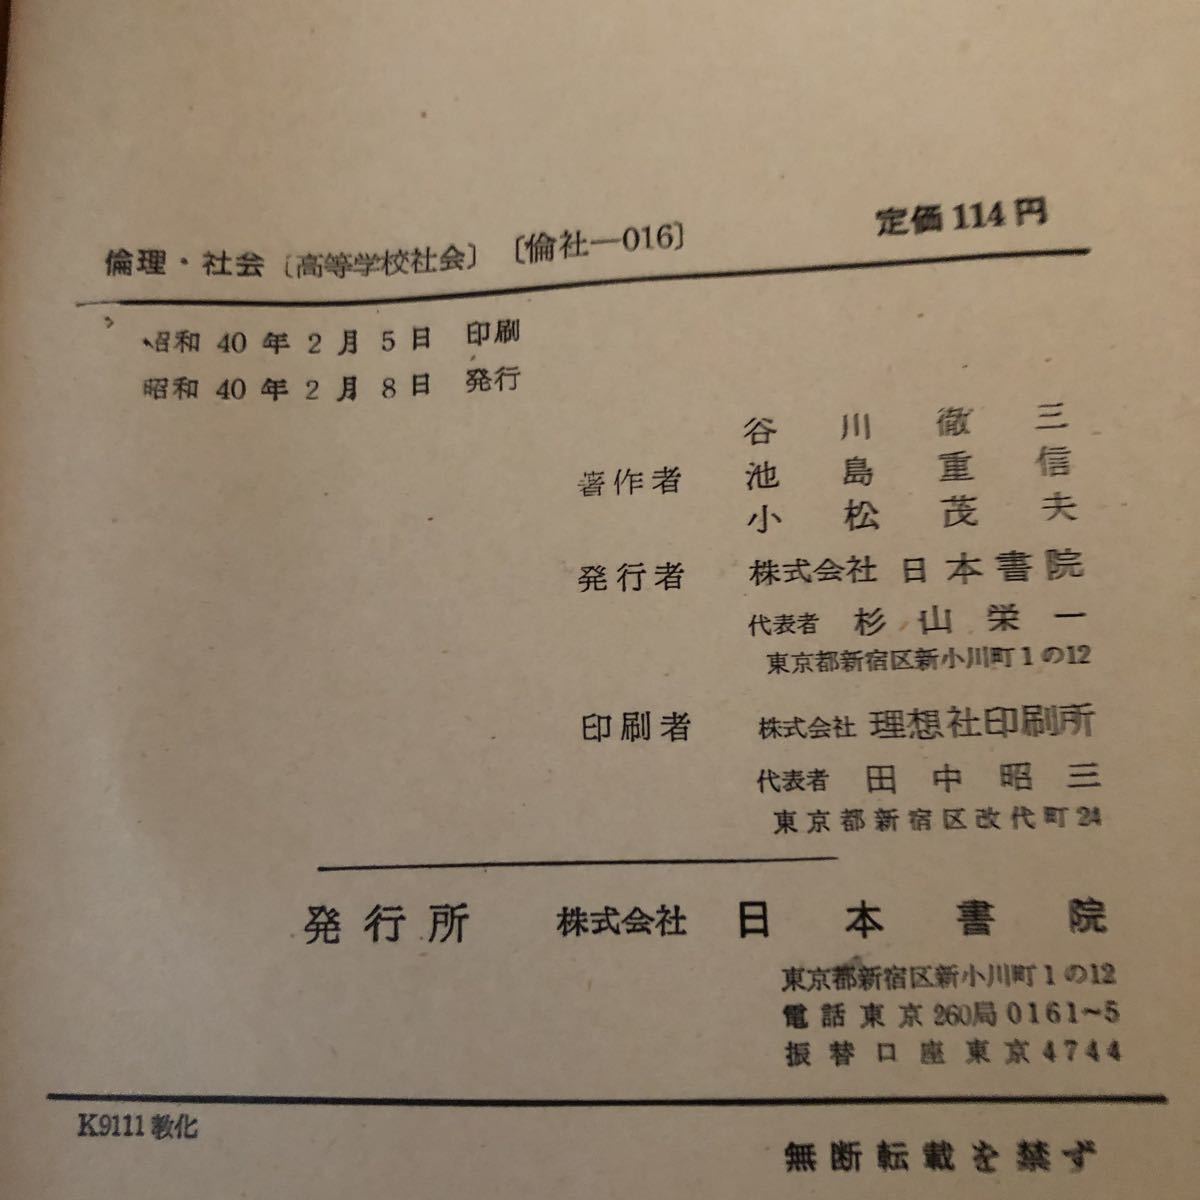 定価114円
倫理・社会〔高等学校社会〕〔倫社―016〕
昭和 40 年 2 月 5 日 印刷
昭和 40 年 2 月 8 日 発行
著作者
谷川徹三
池島重信
小松茂夫
発行者 株式会社 日本書院
代表者 杉山栄一
東京都新宿区新小川町1の12
印刷者 株式会社 理想社印刷所
代表者 田中昭三
東京都新宿区改代町24
発行所 株式会社 日本書院
東京都新宿区新小川町1の12
電話東京260局0161~5
振替口座東京4744
K9111教化
無断転載を禁ず